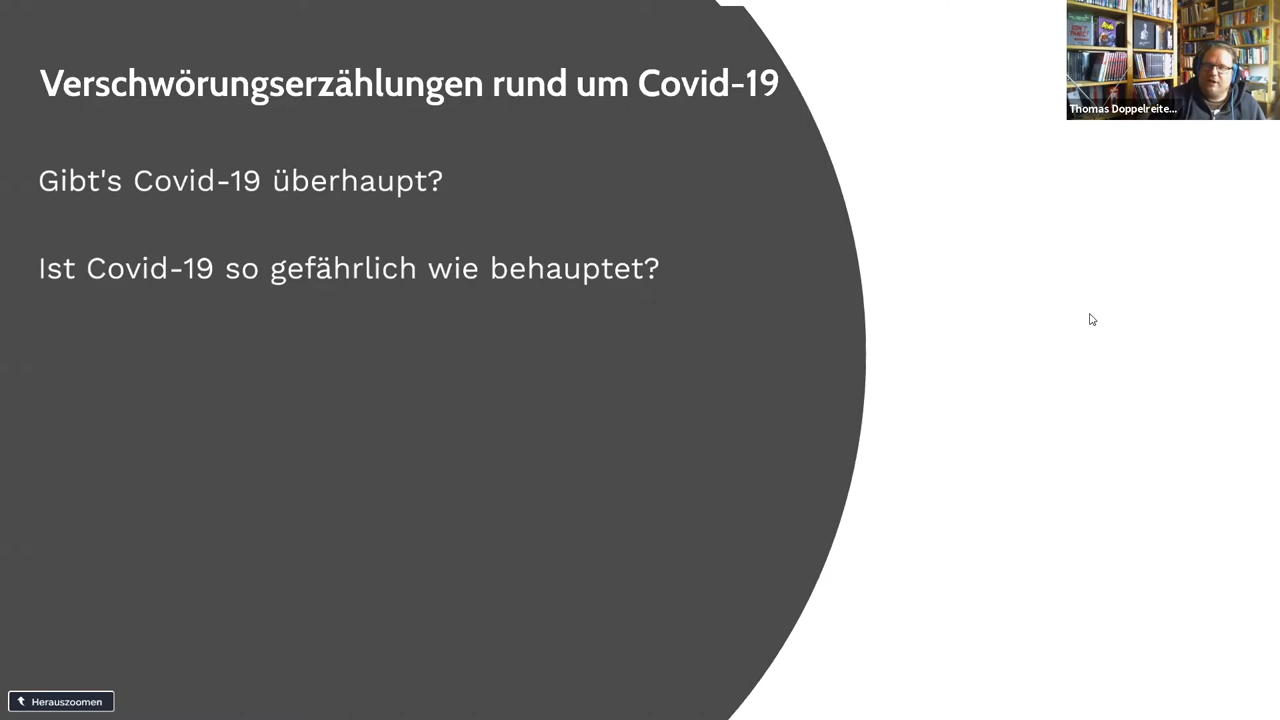 Verschwörungserzählungen rund um Covid-19
Gibt's Covid-19 überhaupt?
Ist Covid-19 so gefährlich wie behauptet?
Thomas Doppelreite...
Herauszoomen